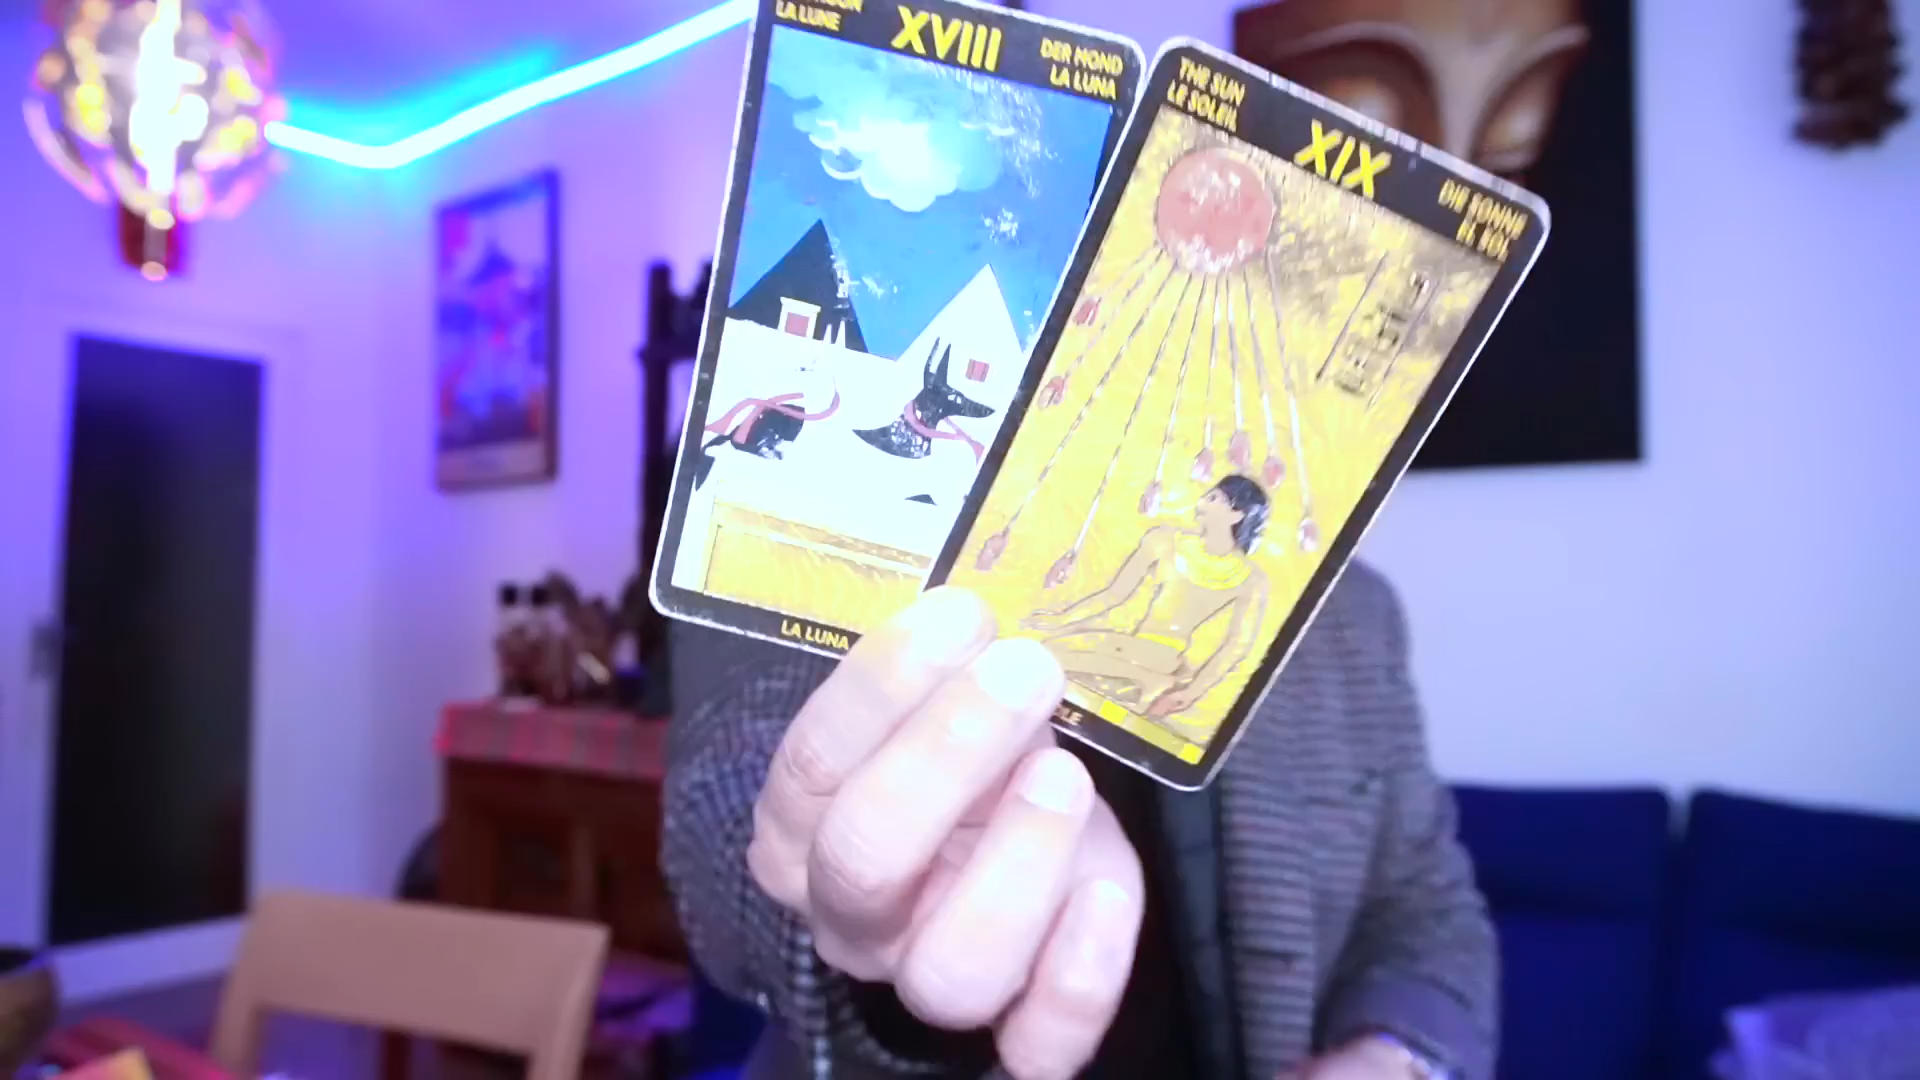 LA LUNE
XVIII
DER MOND
LA LUNA
LA LUNA
THE SUN
LE SOLEIL
XIX
DIE SONNE
EL SOL